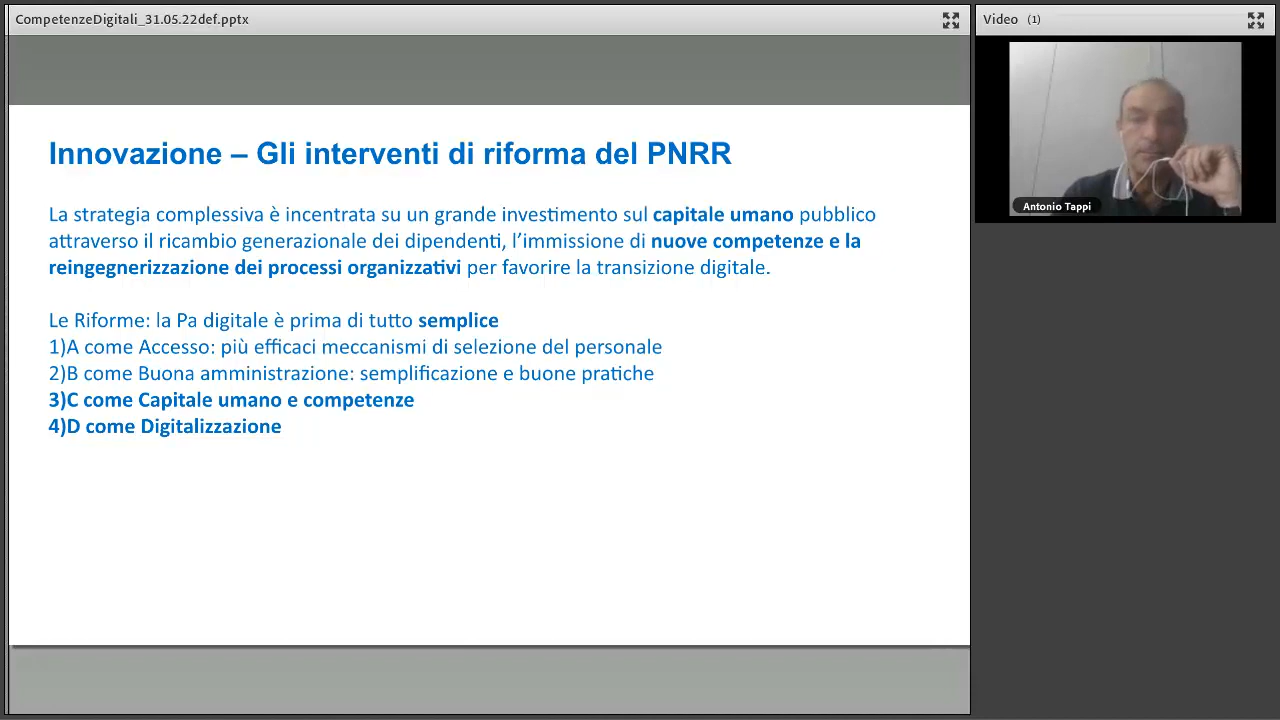 CompetenzeDigitali_31.05.22def.pptx
Video (1)
Antonio Tappi
Innovazione – Gli interventi di riforma del PNRR
La strategia complessiva è incentrata su un grande investimento sul capitale umano pubblico
attraverso il ricambio generazionale dei dipendenti, l’immissione di nuove competenze e la
reingegnerizzazione dei processi organizzativi per favorire la transizione digitale.
Le Riforme: la Pa digitale è prima di tutto semplice
1)A come Accesso: più efficaci meccanismi di selezione del personale
2)B come Buona amministrazione: semplificazione e buone pratiche
3)C come Capitale umano e competenze
4)D come Digitalizzazione